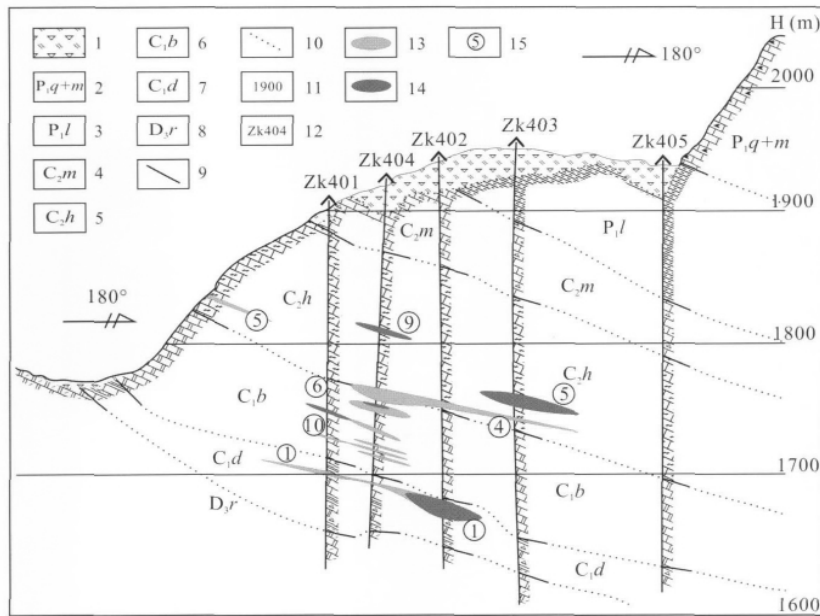 H (m)
1
C₁b 6
10
13
⑤ 15
180°
P₁q+m 2
C₁d 7
1900 11
14
2000
P₁l 3
D₃r 8
Zk404 12
C₂m 4
9
C₂h 5
Zk401
Zk404
Zk402
Zk403
Zk405
P₁q+m
1900
C₂m
P₁l
180°
C₂h
C₂m
⑤
⑨
1800
C₂h
⑥
⑤
C₁b
⑩
④
①
1700
C₁d
C₁b
D₃r
①
C₁d
1600